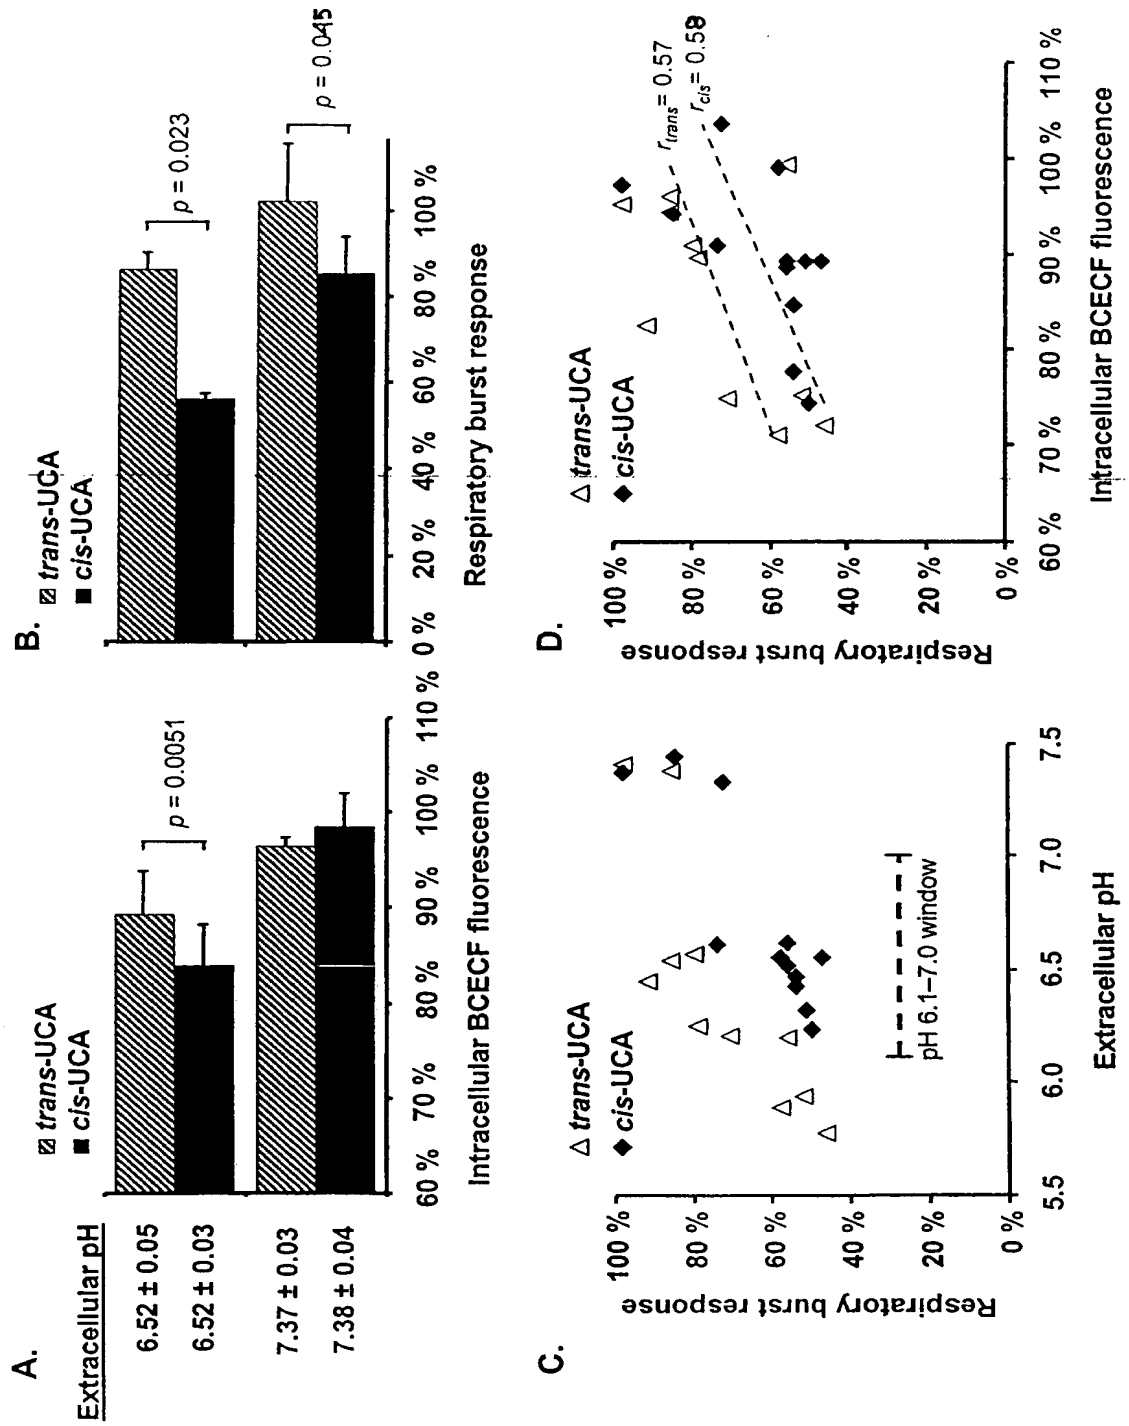 A.
Extracellular pH
6.52 ± 0.05
6.52 ± 0.03
7.37 ± 0.03
7.38 ± 0.04
trans-UCA
cis-UCA
p = 0.0051
60 % 70 % 80 % 90 % 100 % 110 %
Intracellular BCECF fluorescence
B.
trans-UCA
cis-UCA
p = 0.023
p = 0.045
0 % 20 % 40 % 60 % 80 % 100 %
Respiratory burst response
C.
trans-UCA
cis-UCA
100 %
80 %
60 %
40 %
20 %
0 %
Respiratory burst response
pH 6.1–7.0 window
5.5 6.0 6.5 7.0 7.5
Extracellular pH
D.
trans-UCA
cis-UCA
rtrans= 0.57
rcis= 0.58
100 %
80 %
60 %
40 %
20 %
0 %
Respiratory burst response
60 % 70 % 80 % 90 % 100 % 110 %
Intracellular BCECF fluorescence